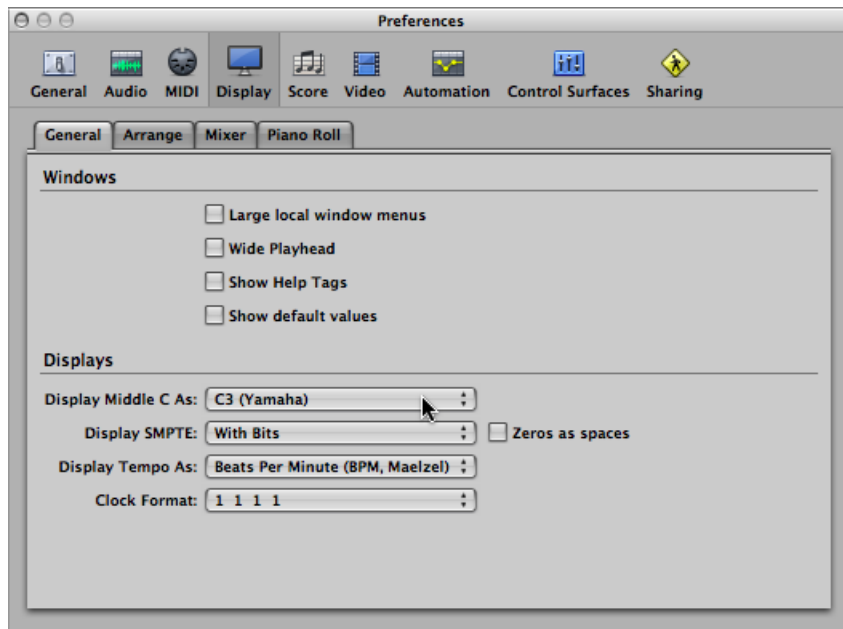 Preferences
General Audio MIDI Display Score Video Automation Control Surfaces Sharing
General Arrange Mixer Piano Roll
Windows
Large local window menus
Wide Playhead
Show Help Tags
Show default values
Displays
Display Middle C As: C3 (Yamaha)
Display SMPTE: With Bits Zeros as spaces
Display Tempo As: Beats Per Minute (BPM, Maelzel)
Clock Format: 1 1 1 1